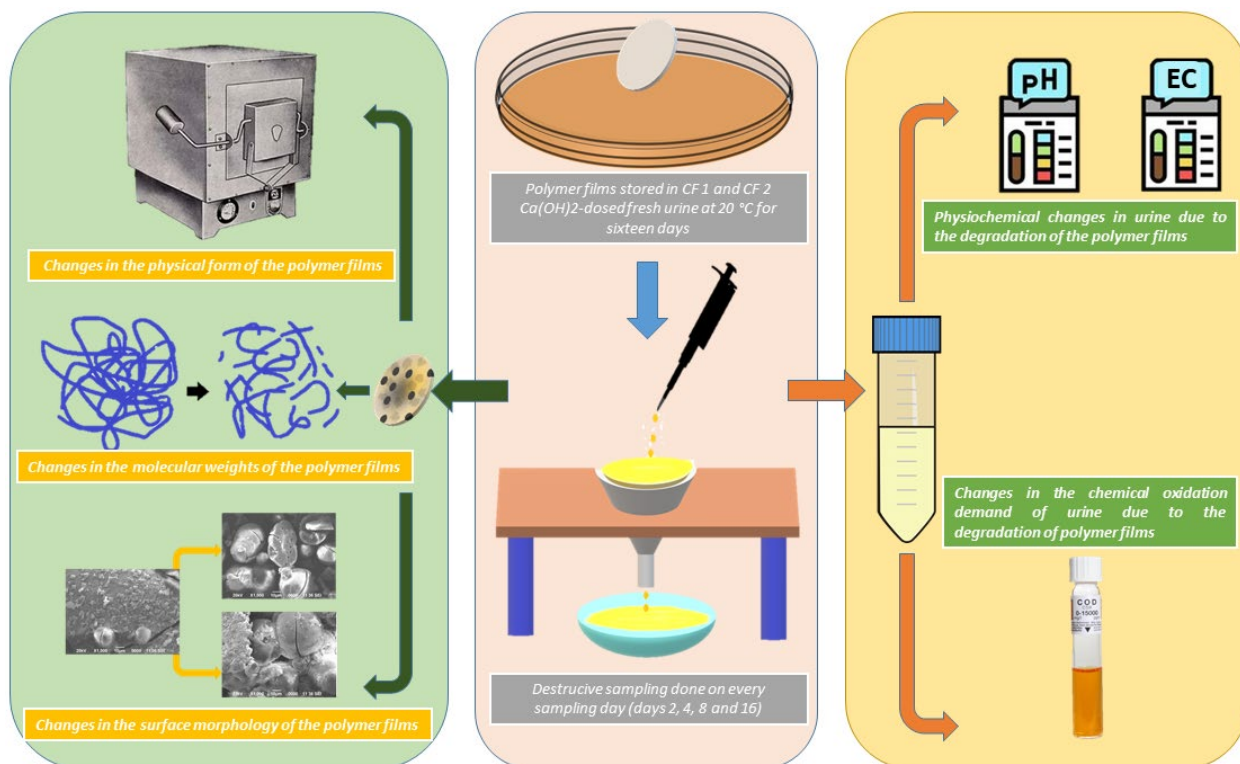 Changes in the physical form of the polymer films
Changes in the molecular weights of the polymer films
Changes in the surface morphology of the polymer films
Polymer films stored in CF 1 and CF 2
Ca(OH)2-dosed fresh urine at 20 °C for
sixteen days
Destrucive sampling done on every
sampling day (days 2, 4, 8 and 16)
pH
EC
Physiochemical changes in urine due to
the degradation of the polymer films
Changes in the chemical oxidation
demand of urine due to the
degradation of polymer films
COD
0-15000